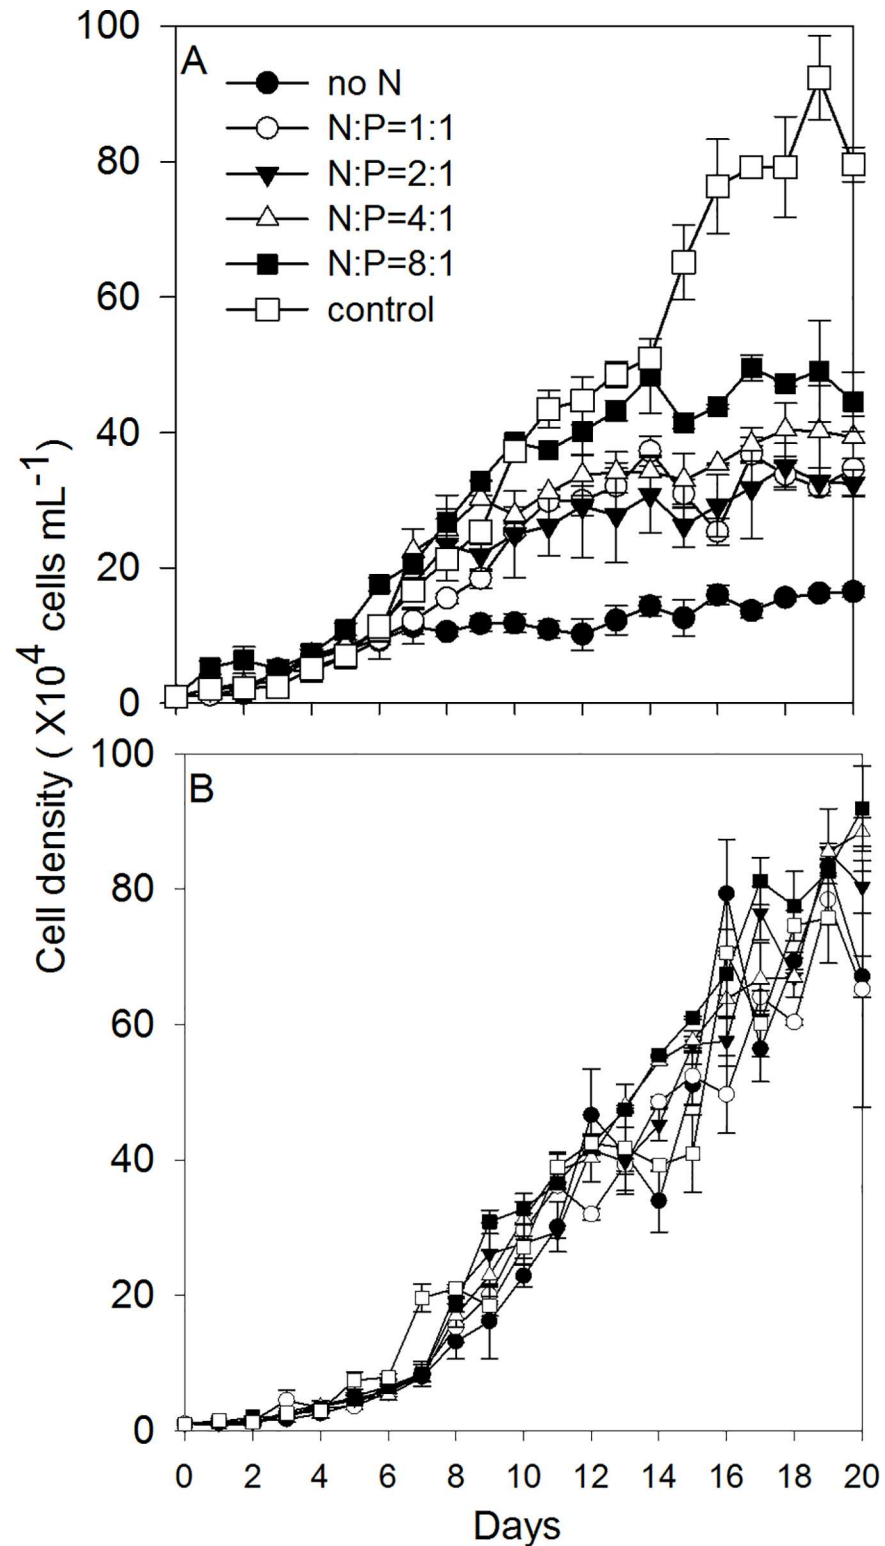 100
80
60
40
20
0
A
no N
N:P=1:1
N:P=2:1
N:P=4:1
N:P=8:1
control
Cell density ( X10⁴ cells mL⁻¹)
100
80
60
40
20
0
B
0 2 4 6 8 10 12 14 16 18 20
Days